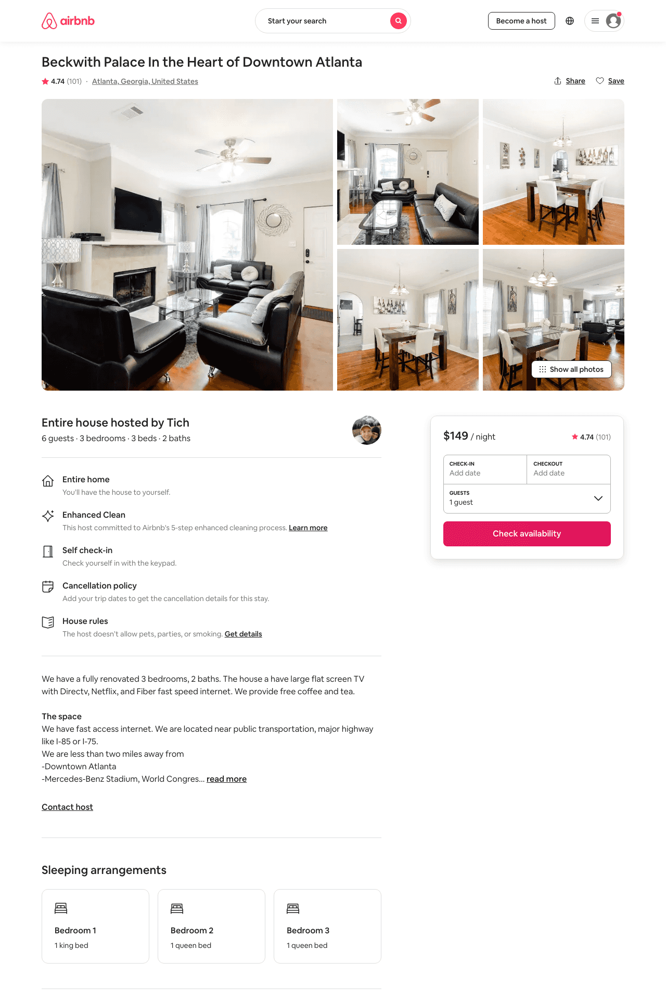 airbnb
Start your search
Become a host
Beckwith Palace In the Heart of Downtown Atlanta
4.74 (101) · Atlanta, Georgia, United States
Share
Save
Show all photos
Entire house hosted by Tich
6 guests · 3 bedrooms · 3 beds · 2 baths
Entire home
You’ll have the house to yourself.
Enhanced Clean
This host committed to Airbnb's 5-step enhanced cleaning process. Learn more
Self check-in
Check yourself in with the keypad.
Cancellation policy
Add your trip dates to get the cancellation details for this stay.
House rules
The host doesn’t allow pets, parties, or smoking. Get details
$149 / night
4.74 (101)
CHECK-IN
Add date
CHECKOUT
Add date
GUESTS
1 guest
Check availability
We have a fully renovated 3 bedrooms, 2 baths. The house a have large flat screen TV
with Directv, Netflix, and Fiber fast speed internet. We provide free coffee and tea.
The space
We have fast access internet. We are located near public transportation, major highway
like I-85 or I-75.
We are less than two miles away from
-Downtown Atlanta
-Mercedes-Benz Stadium, World Congres... read more
Contact host
Sleeping arrangements
Bedroom 1
1 king bed
Bedroom 2
1 queen bed
Bedroom 3
1 queen bed